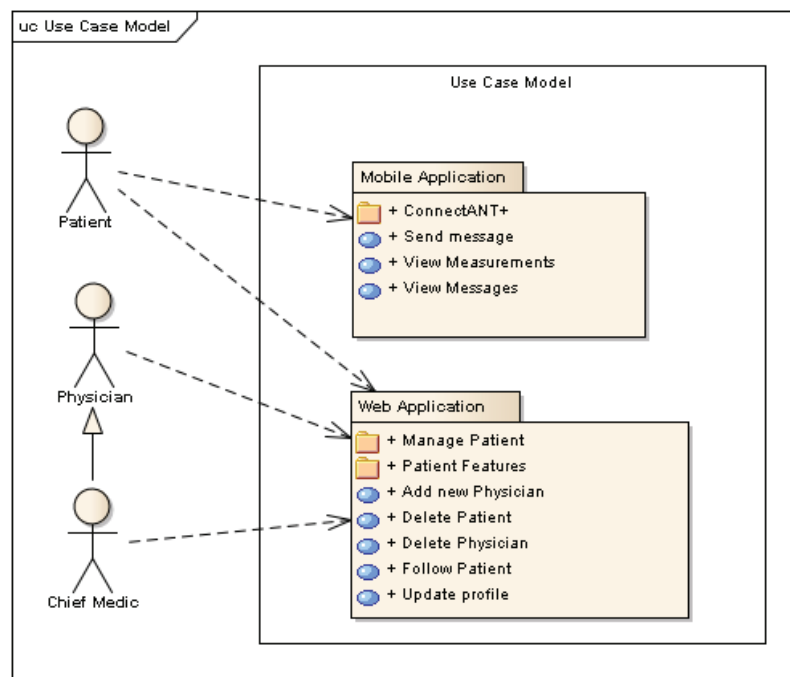 uc Use Case Model
Use Case Model
Patient
Mobile Application
+ ConnectANT+
+ Send message
+ View Measurements
+ View Messages
Physician
Web Application
+ Manage Patient
+ Patient Features
+ Add new Physician
+ Delete Patient
+ Delete Physician
+ Follow Patient
+ Update profile
Chief Medic